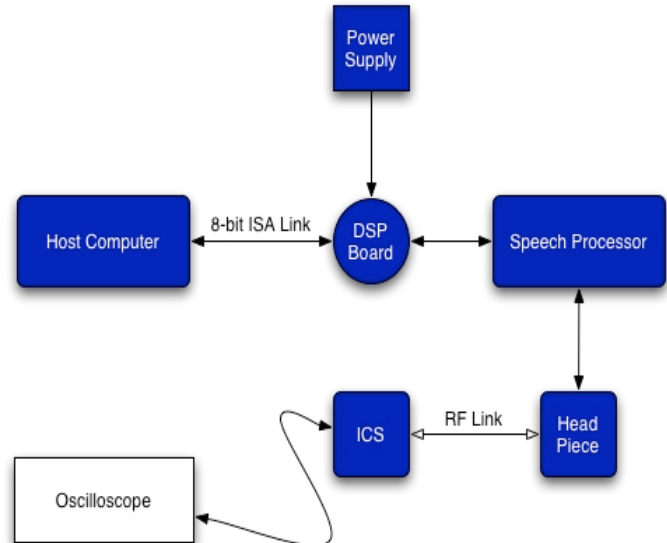 Power
Supply
Host Computer
8-bit ISA Link
DSP
Board
Speech Processor
ICS
RF Link
Head
Piece
Oscilloscope